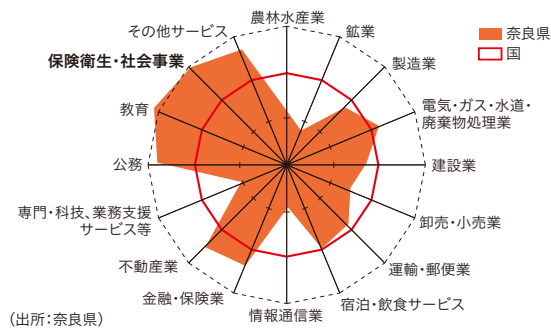 農林水産業
鉱業
製造業
電気・ガス・水道・
廃棄物処理業
建設業
卸売・小売業
運輸・郵便業
宿泊・飲食サービス
情報通信業
金融・保険業
不動産業
専門・科技、業務支援
サービス等
公務
教育
保険衛生・社会事業
その他サービス
奈良県
国
（出所：奈良県）